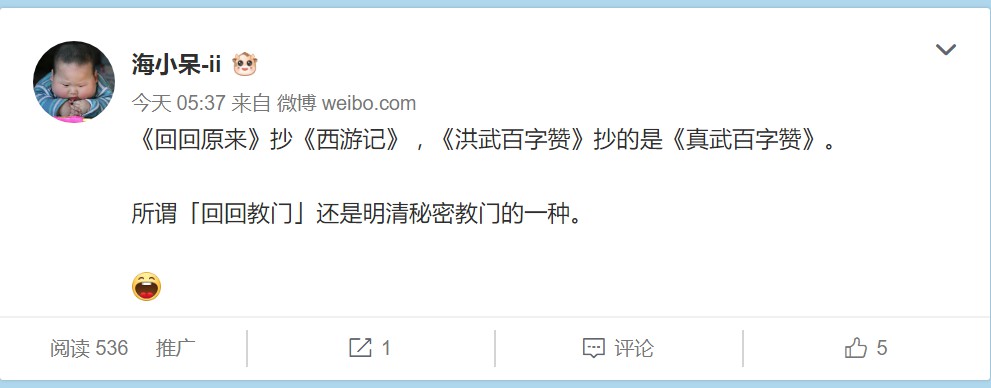 海小呆-ii
今天 05:37 来自 微博 weibo.com
《回回原来》抄《西游记》，《洪武百字赞》抄的是《真武百字赞》。
所谓「回回教门」还是明清秘密教门的一种。
阅读 536 推广 1 评论 5